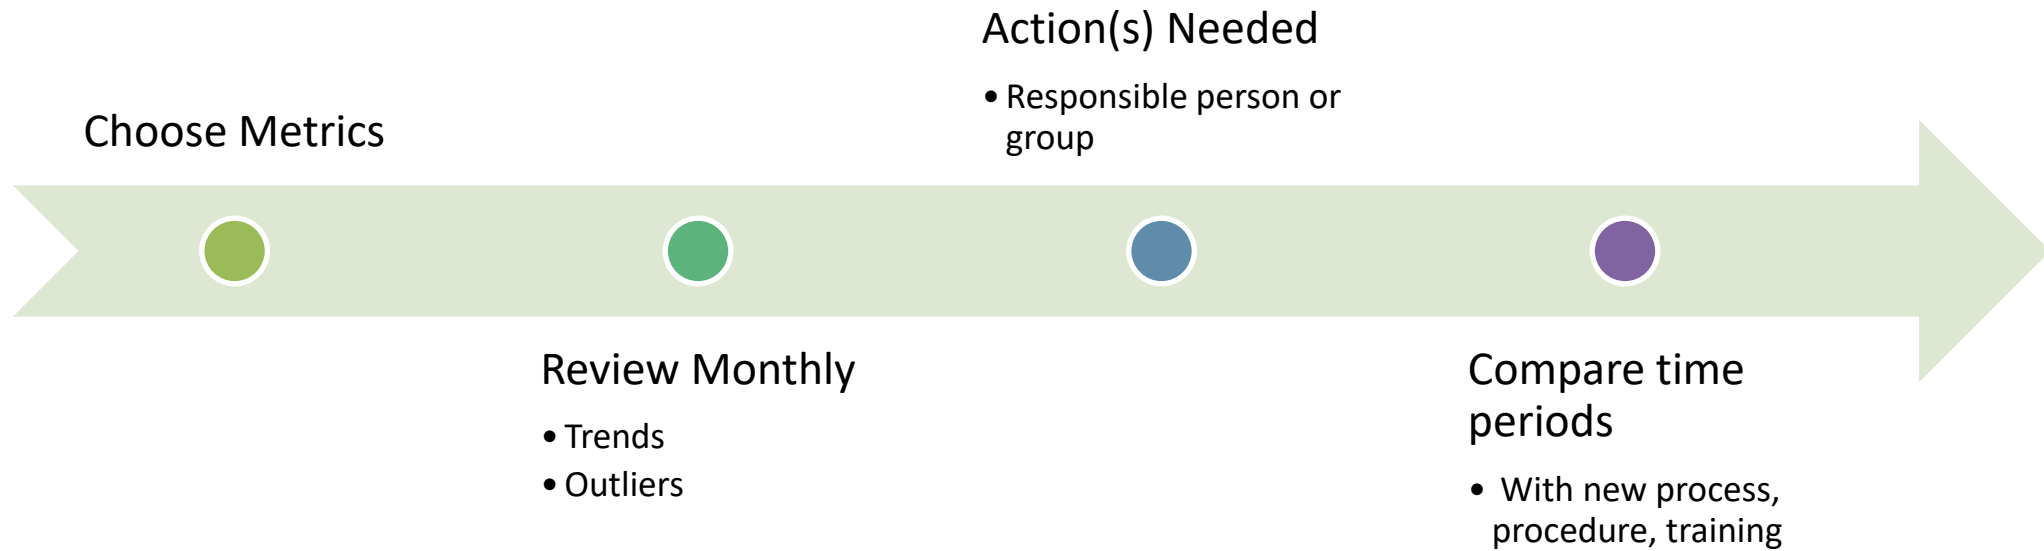 Choose Metrics
Review Monthly
• Trends
• Outliers
Action(s) Needed
• Responsible person or
group
Compare time
periods
• With new process,
procedure, training